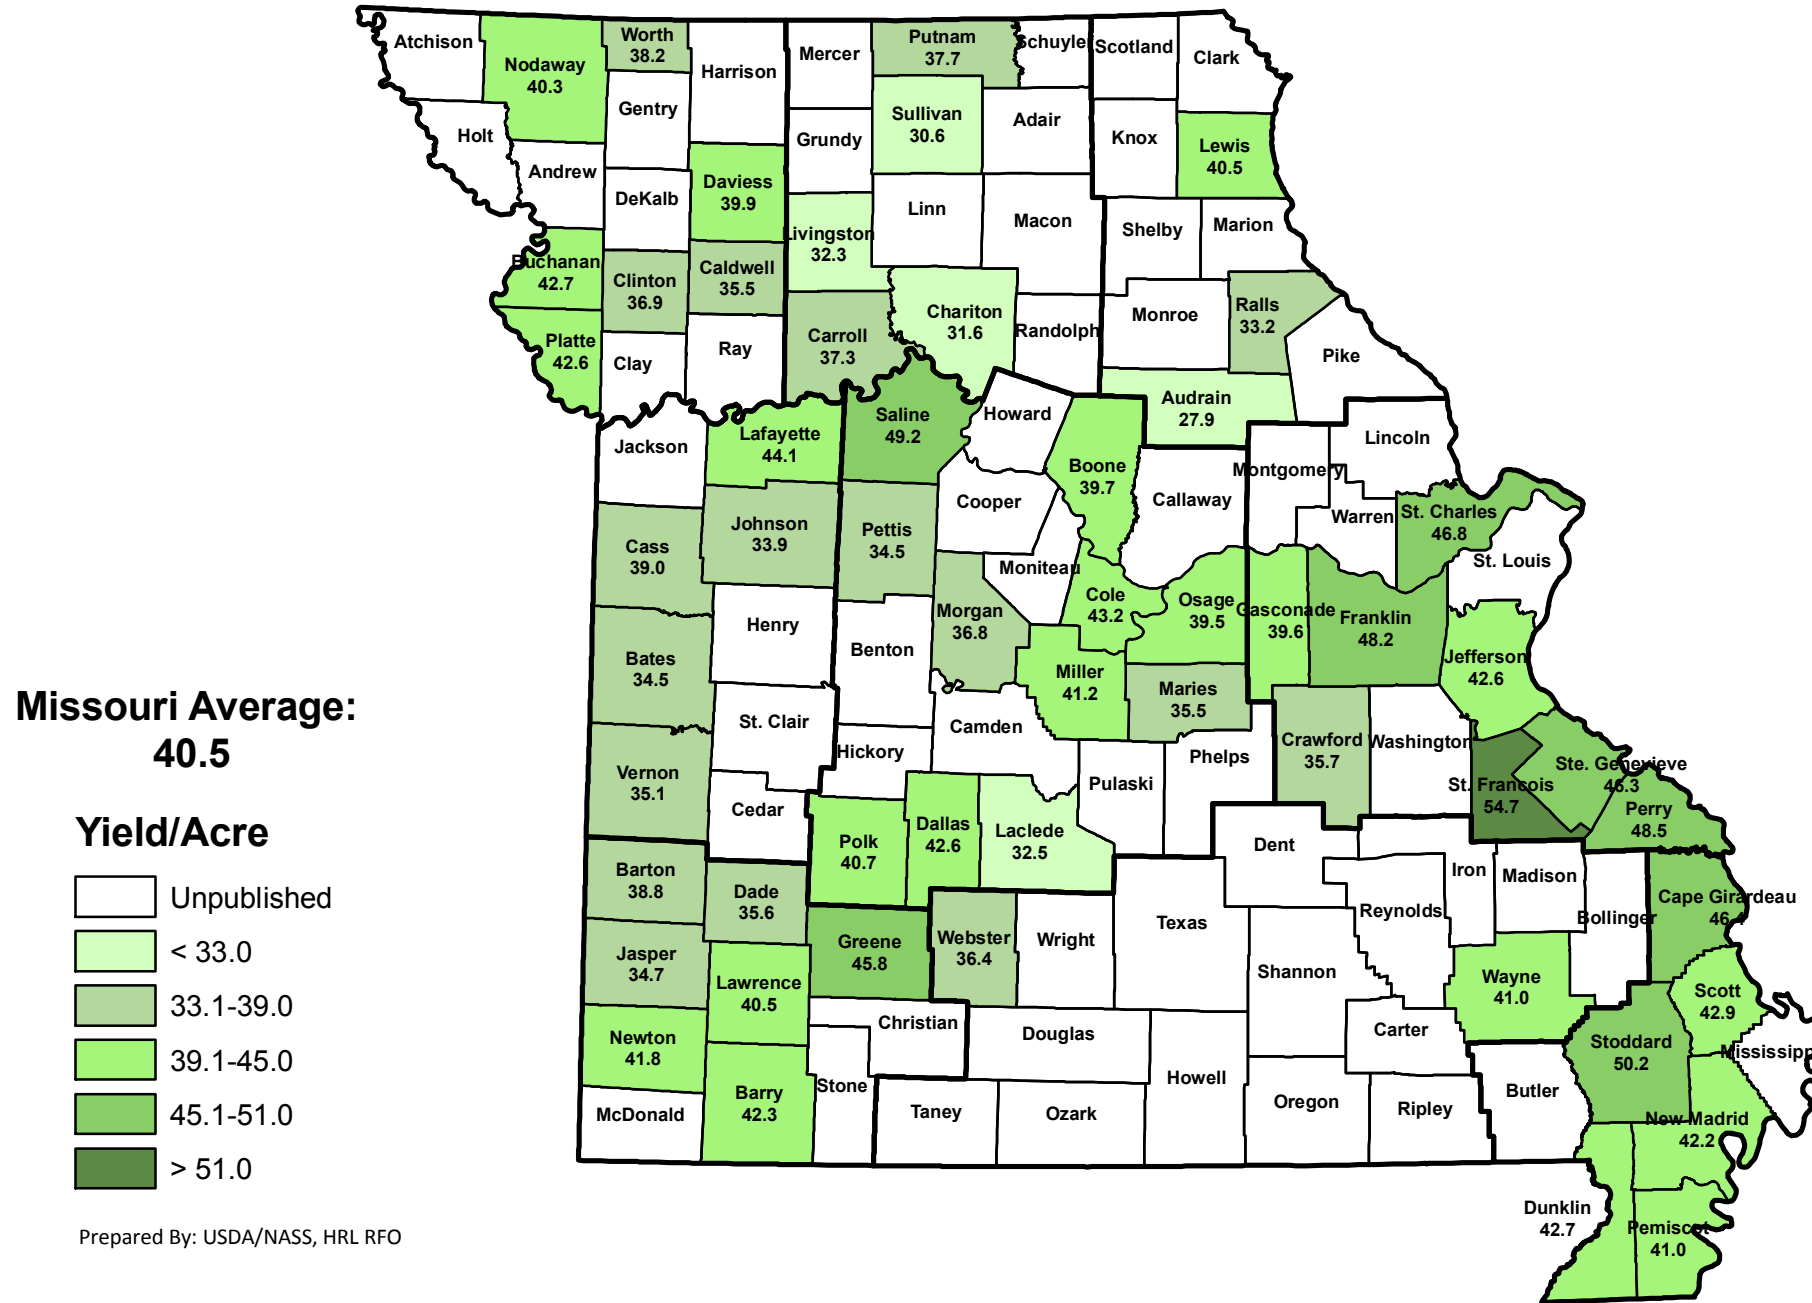 Atchison
Nodaway
40.3
Worth
38.2
Harrison
Mercer
Putnam
37.7
Schuyler
Scotland
Clark
Holt
Gentry
Grundy
Sullivan
30.6
Adair
Knox
Lewis
40.5
Andrew
DeKalb
Daviess
39.9
Livingston
32.3
Linn
Macon
Shelby
Marion
Buchanan
42.7
Clinton
36.9
Caldwell
35.5
Carroll
37.3
Chariton
31.6
Randolph
Monroe
Ralls
33.2
Pike
Platte
42.6
Clay
Ray
Audrain
27.9
Jackson
Lafayette
44.1
Saline
49.2
Howard
Boone
39.7
Callaway
Montgomery
Lincoln
Cooper
Warren
St. Charles
46.8
St. Louis
Cass
39.0
Johnson
33.9
Pettis
34.5
Moniteau
Morgan
36.8
Cole
43.2
Osage
39.5
Gasconade
39.6
Franklin
48.2
Jefferson
42.6
Henry
Benton
Bates
34.5
Miller
41.2
Maries
35.5
St. Clair
Camden
Hickory
Phelps
Pulaski
Crawford
35.7
Washington
St. Francois
54.7
Ste. Genevieve
46.3
Perry
48.5
Vernon
35.1
Cedar
Polk
40.7
Dallas
42.6
Laclede
32.5
Dent
Iron
Madison
Bollinger
Cape Girardeau
46.4
Barton
38.8
Dade
35.6
Greene
45.8
Webster
36.4
Wright
Texas
Reynolds
Jasper
34.7
Lawrence
40.5
Shannon
Wayne
41.0
Scott
42.9
Newton
41.8
Christian
Douglas
Carter
Stoddard
50.2
Mississipp
McDonald
Barry
42.3
Stone
Taney
Ozark
Howell
Oregon
Ripley
Butler
New Madrid
42.2
Dunklin
42.7
Pemiscot
41.0
Missouri Average:
40.5
Yield/Acre
Unpublished
< 33.0
33.1-39.0
39.1-45.0
45.1-51.0
> 51.0
Prepared By: USDA/NASS, HRL RFO